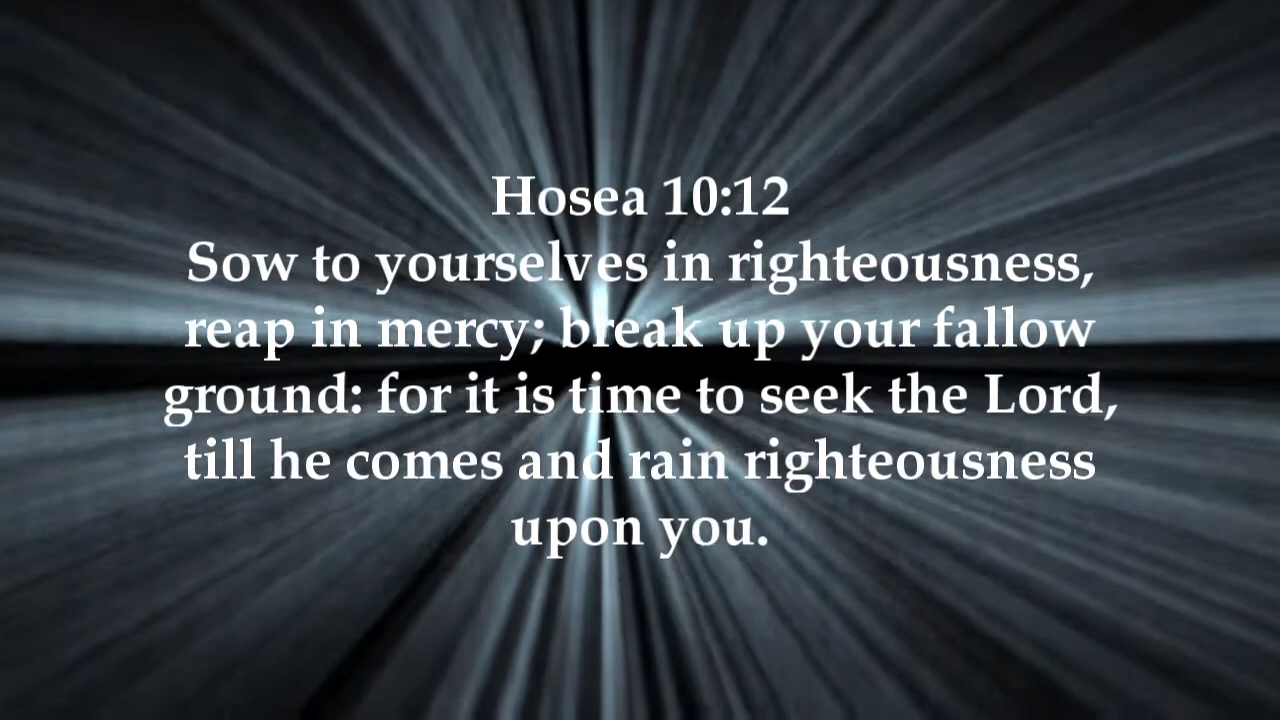 Hosea 10:12
Sow to yourselves in righteousness,
reap in mercy; break up your fallow
ground: for it is time to seek the Lord,
till he comes and rain righteousness
upon you.